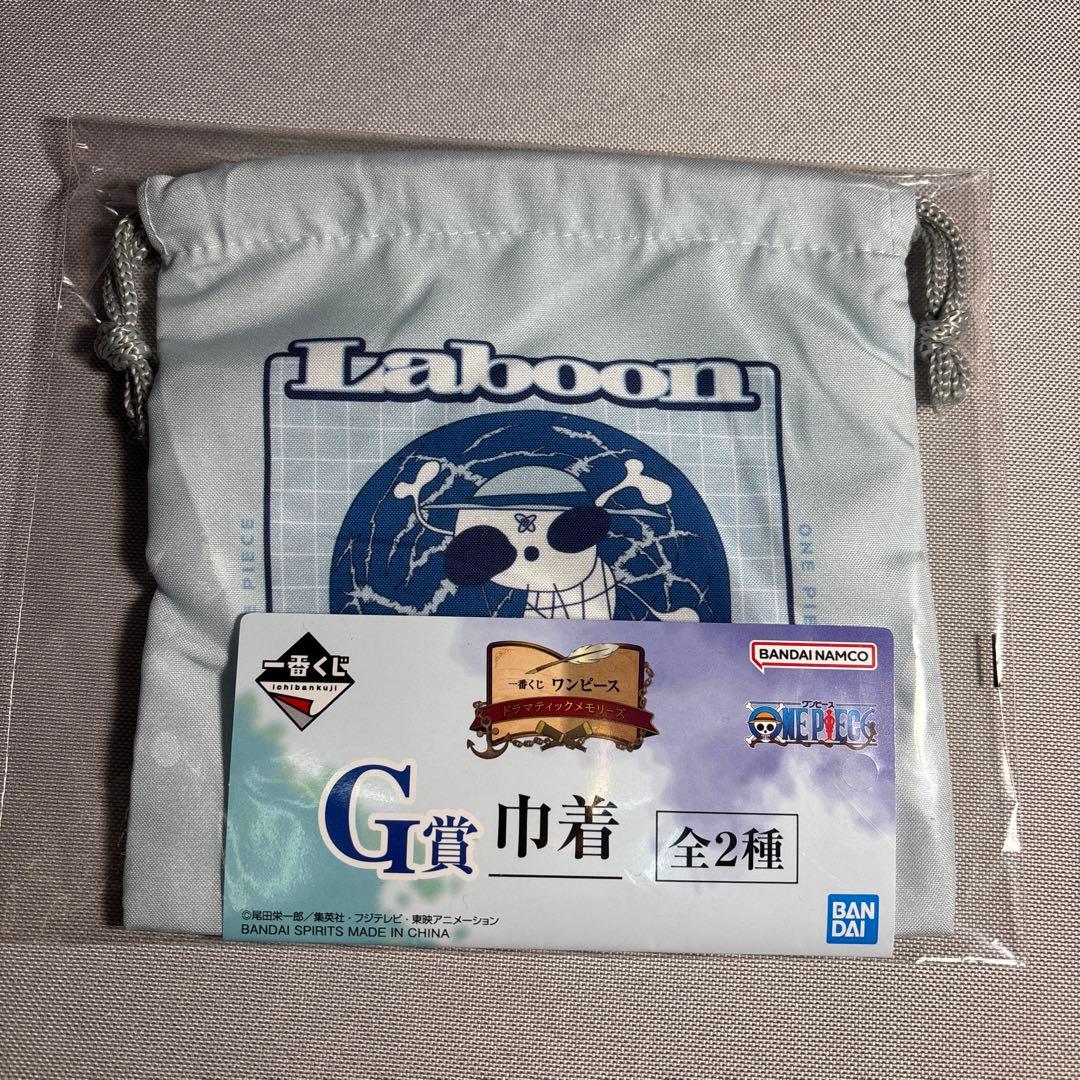 Laboon
PIECE
ONE PIE
一番くじ
ichibankuji
一番くじ ワンピース
ドラマティックメモリーズ
BANDAI NAMCO
ワンピース
ONE PIECE
G賞 巾着 全2種
©尾田栄一郎/集英社・フジテレビ・東映アニメーション
BANDAI SPIRITS MADE IN CHINA
BAN
DAI